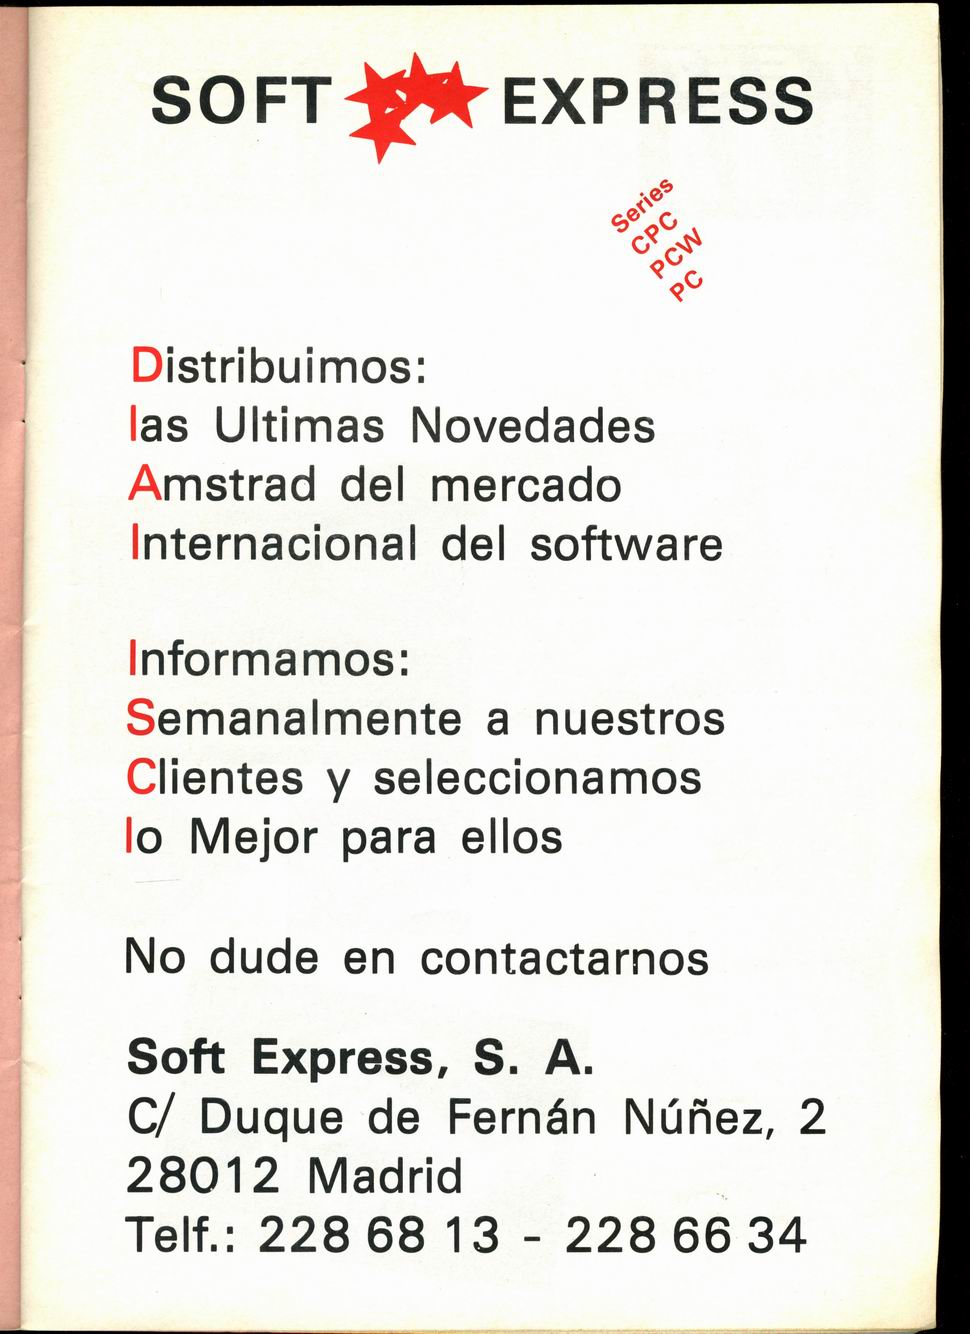 SOFT EXPRESS
Series
CPC
PCW
PC
Distribuimos:
las Ultimas Novedades
Amstrad del mercado
Internacional del software
Informamos:
Semanalmente a nuestros
Clientes y seleccionamos
lo Mejor para ellos
No dude en contactarnos
Soft Express, S. A.
C/ Duque de Fernán Núñez, 2
28012 Madrid
Telf.: 228 68 13 - 228 66 34